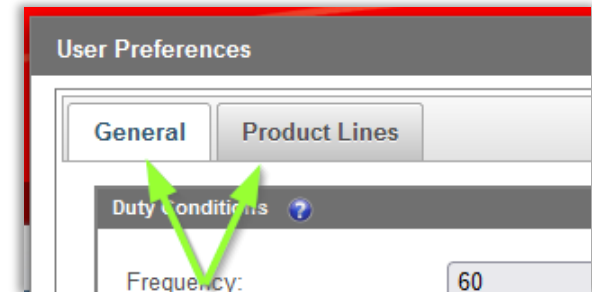 User Preferences
General Product Lines
Duty Conditions
Frequency: 60